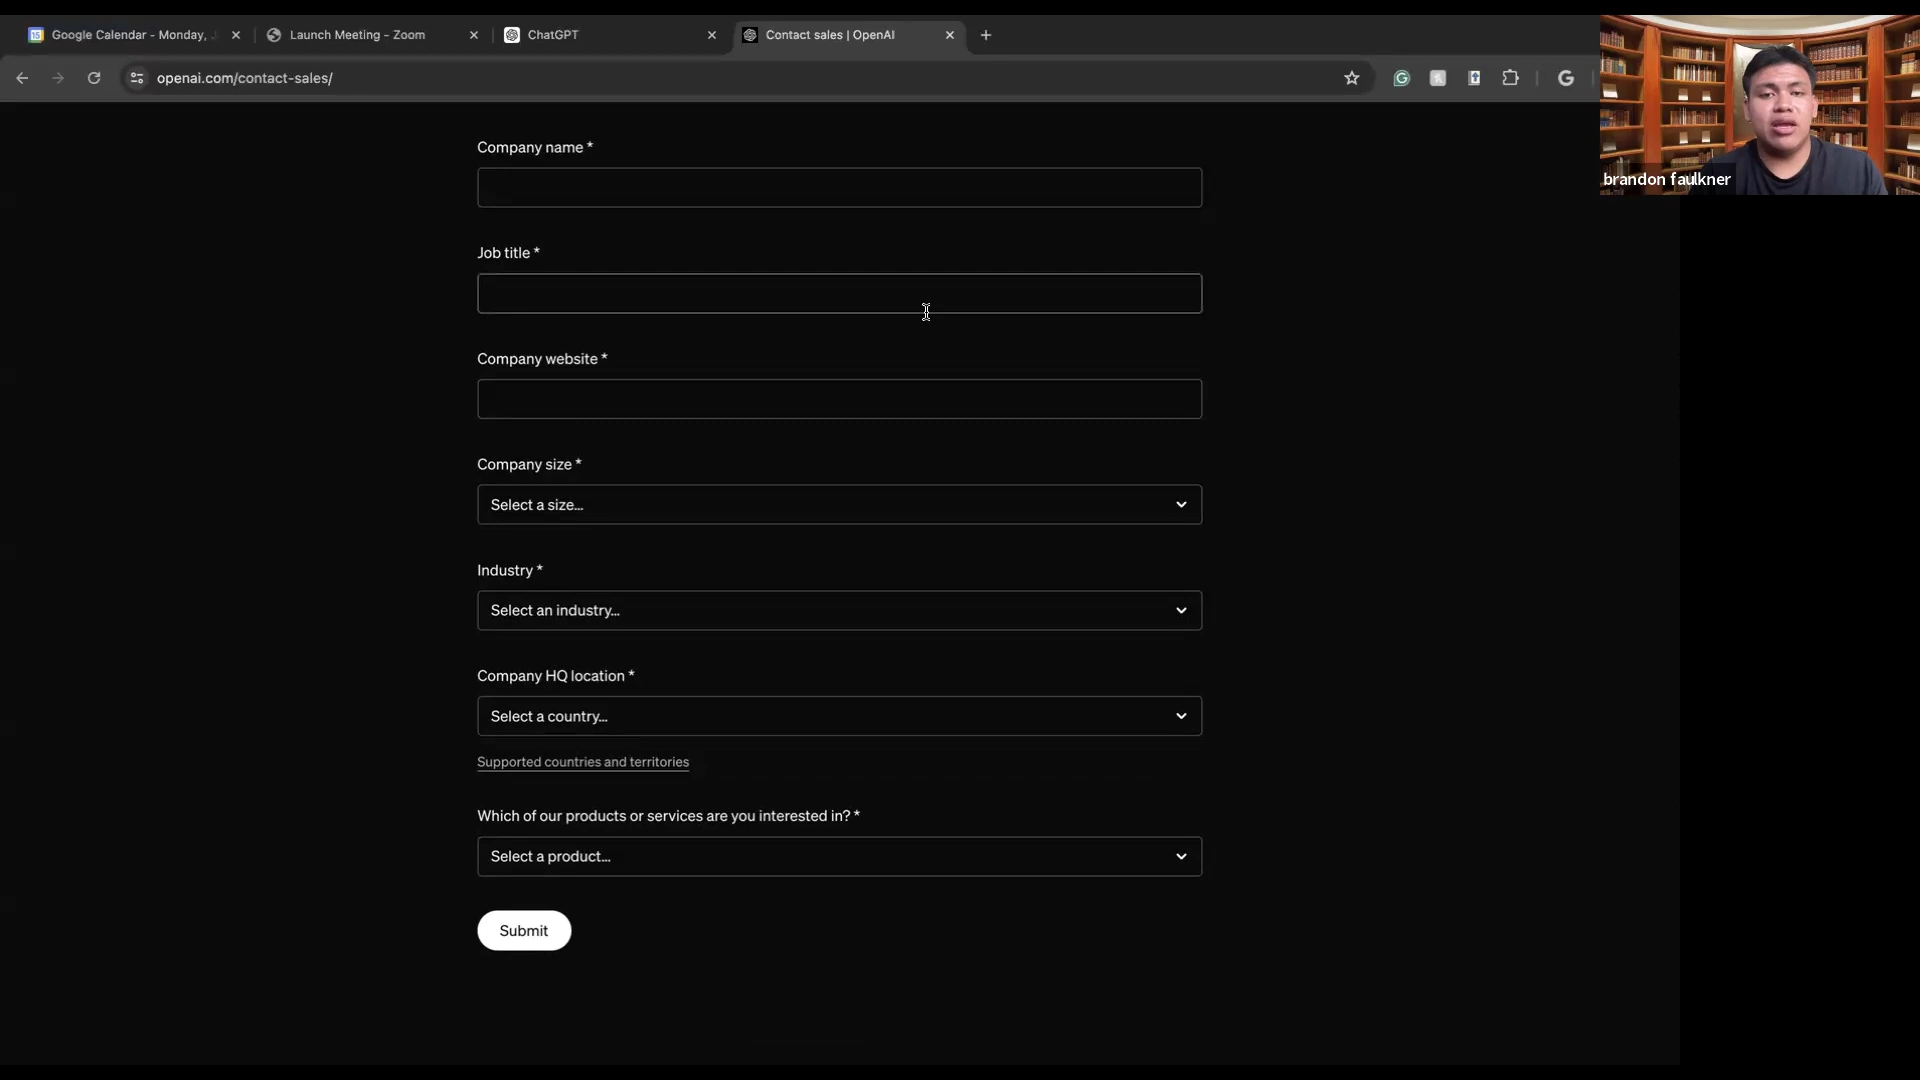 Google Calendar - Monday,
Launch Meeting - Zoom
ChatGPT
Contact sales | OpenAI
openai.com/contact-sales/
brandon faulkner
Company name *
Job title *
Company website *
Company size *
Select a size...
Industry *
Select an industry...
Company HQ location *
Select a country...
Supported countries and territories
Which of our products or services are you interested in? *
Select a product...
Submit